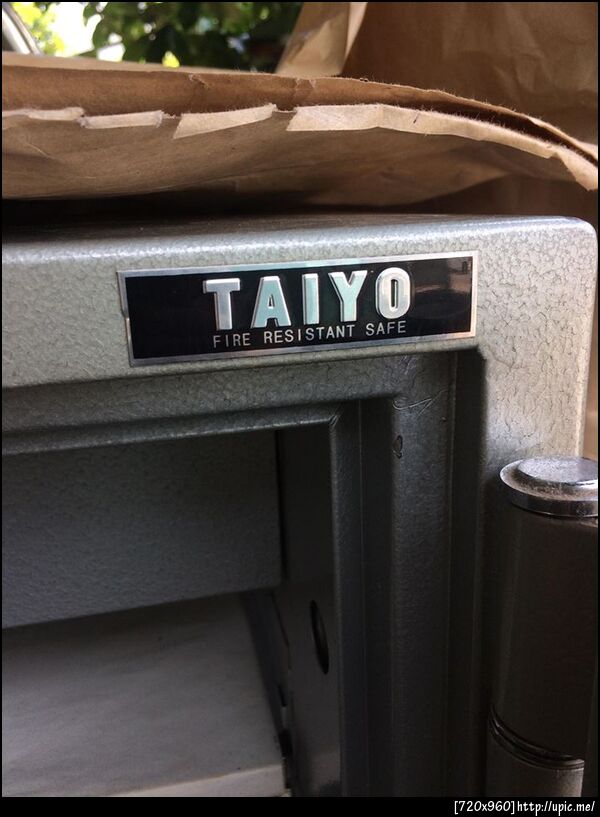 TAIYO
FIRE RESISTANT SAFE
[720x960]http://upic.me/